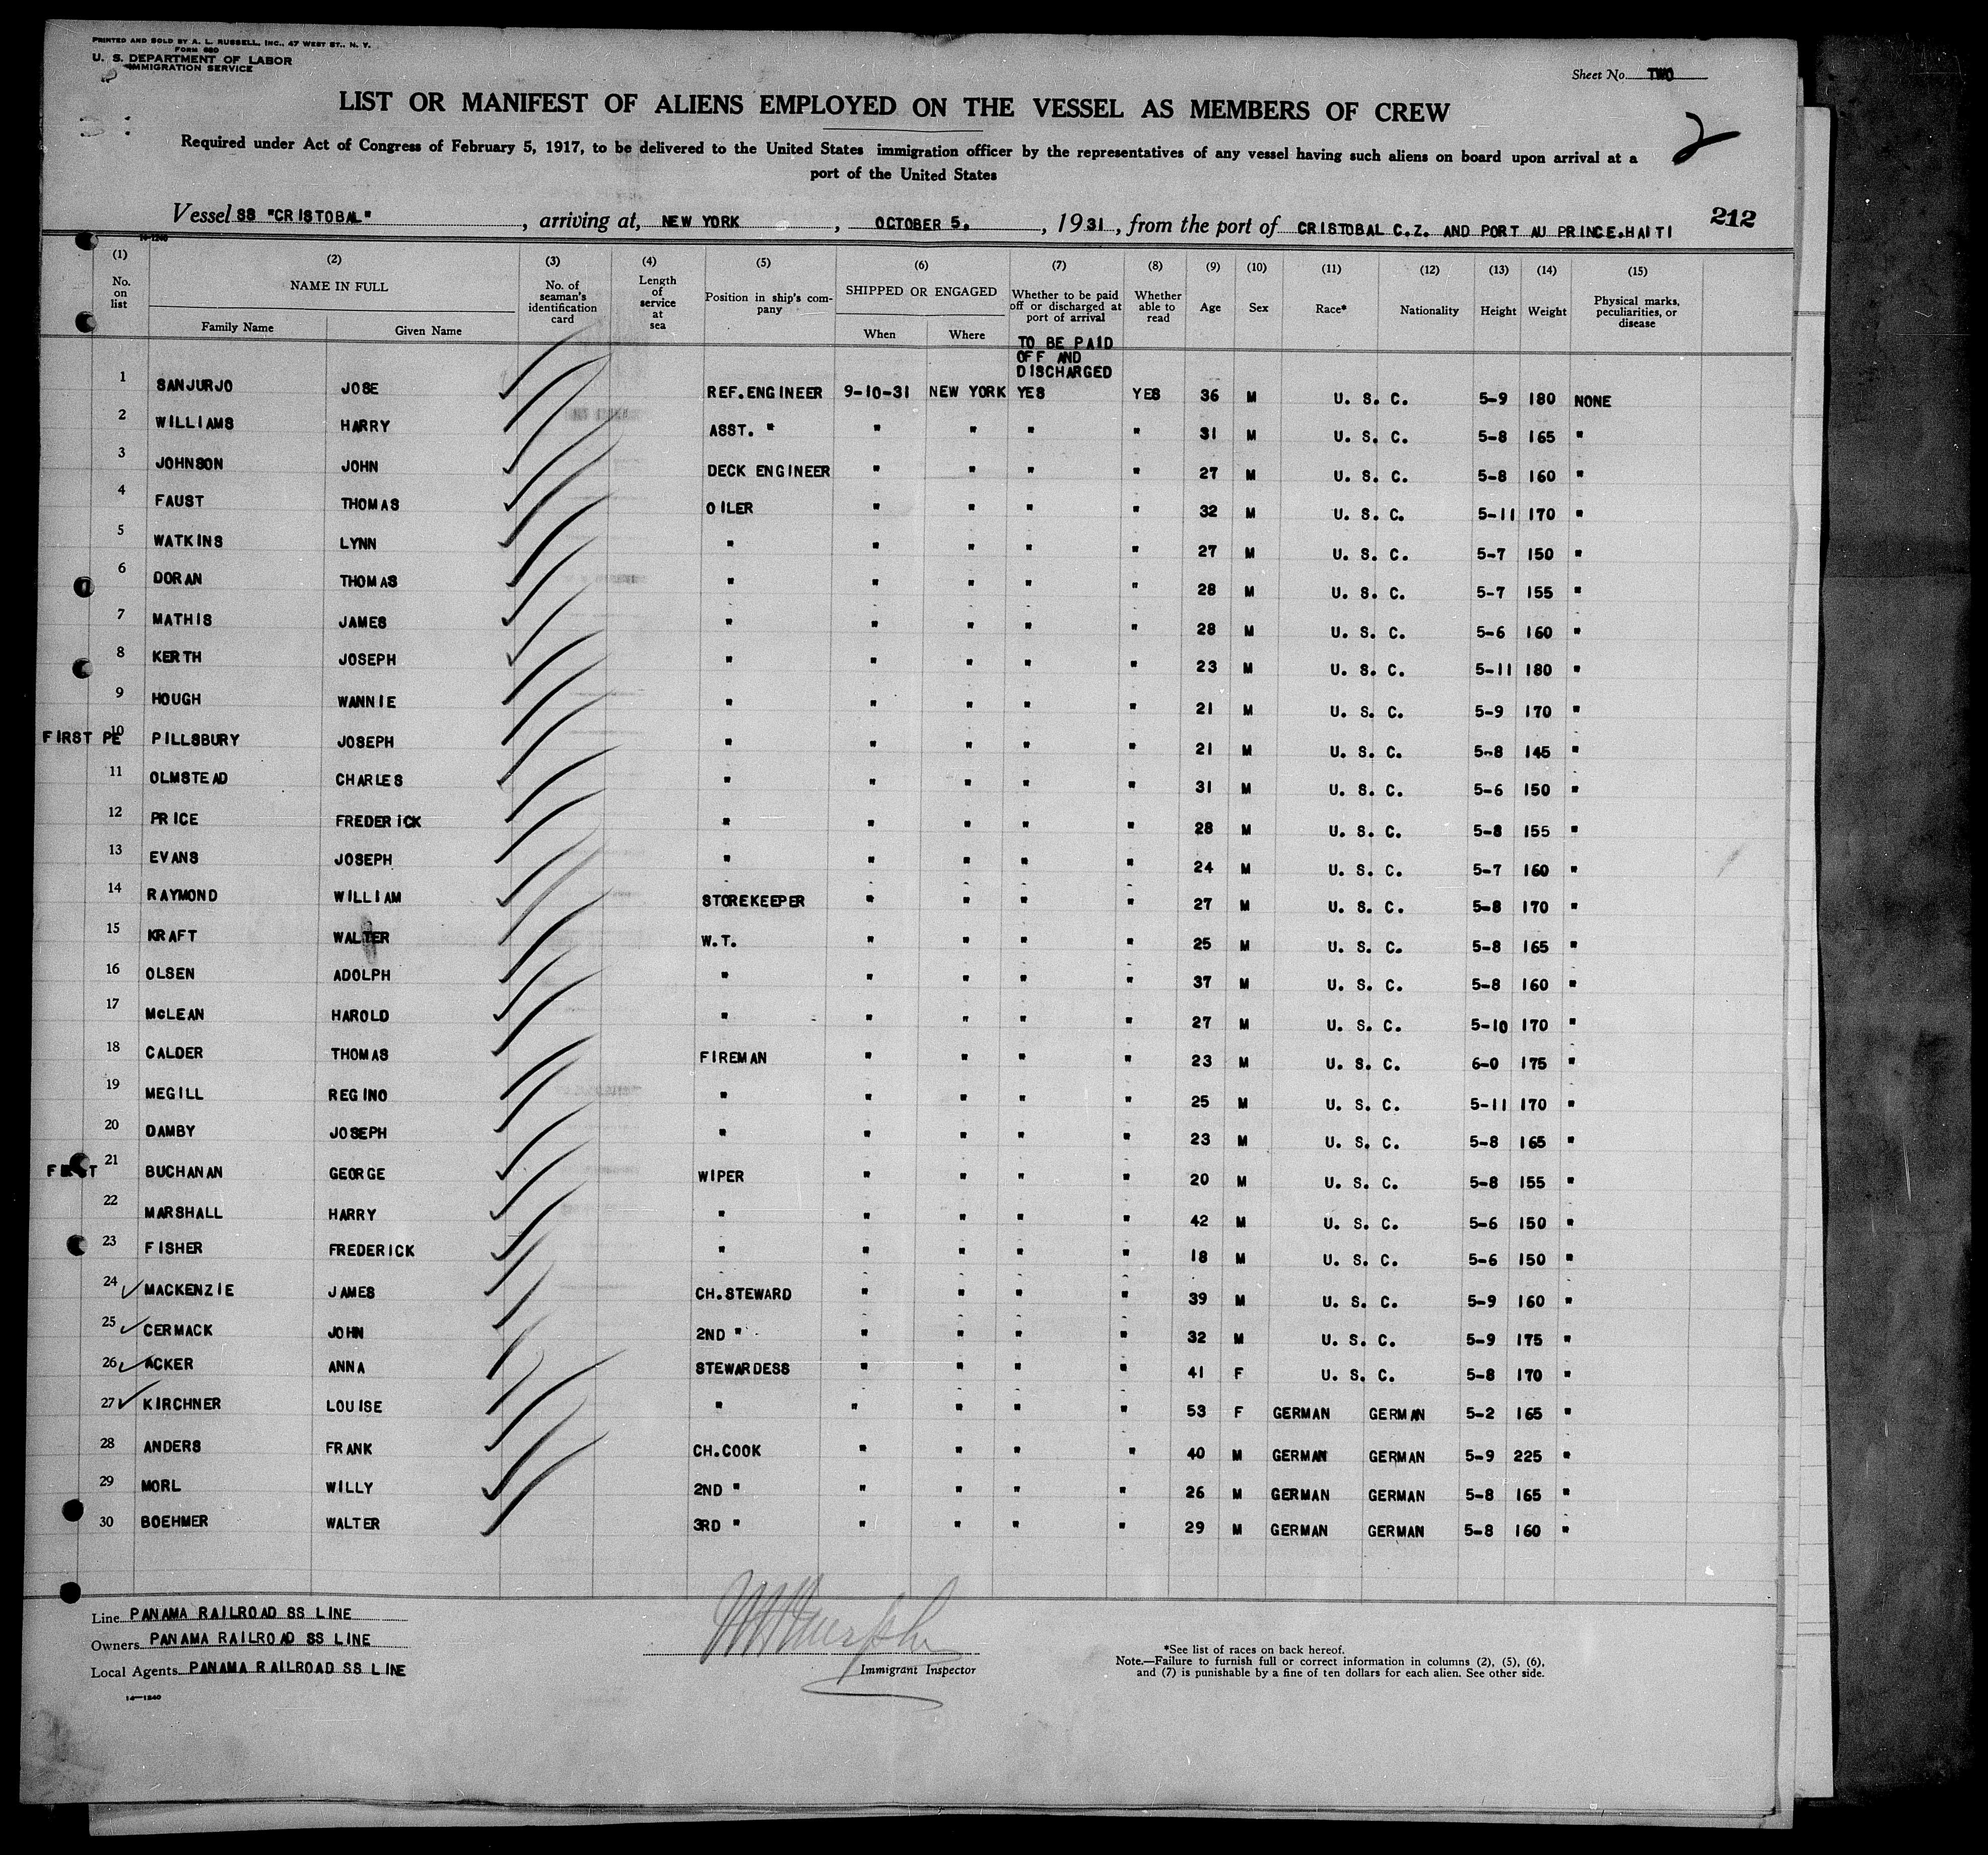 PRINTED AND SOLD BY A. L. RUSSELL, INC., 47 WEST ST., N. Y.
FORM 680
U. S. DEPARTMENT OF LABOR
IMMIGRATION SERVICE
Sheet No. TWO
LIST OR MANIFEST OF ALIENS EMPLOYED ON THE VESSEL AS MEMBERS OF CREW
2
Required under Act of Congress of February 5, 1917, to be delivered to the United States immigration officer by the representatives of any vessel having such aliens on board upon arrival at a
port of the United States
Vessel SS "CRISTOBAL", arriving at, NEW YORK, OCTOBER 5., 1931, from the port of CRISTOBAL C.Z. AND PORT AU PRINCE.HAITI 212
14-1240
(1) No. on list (2) NAME IN FULL Family Name Given Name (3) No. of seaman's identification card (4) Length of service at sea (5) Position in ship's company (6) SHIPPED OR ENGAGED When Where (7) Whether to be paid off or discharged at port of arrival (8) Whether able to read (9) Age (10) Sex (11) Race* (12) Nationality (13) Height (14) Weight (15) Physical marks, peculiarities, or disease
TO BE PAID
OFF AND
DISCHARGED
1 SANJURJO JOSE REF.ENGINEER 9-10-31 NEW YORK YES YES 36 M U. S. C. 5-9 180 NONE
2 WILLIAMS HARRY ASST. " " " " " 31 M U. S. C. 5-8 165 "
3 JOHNSON JOHN DECK ENGINEER " " " " 27 M U. S. C. 5-8 160 "
4 FAUST THOMAS OILER " " " " 32 M U. S. C. 5-11 170 "
5 WATKINS LYNN " " " " " 27 M U. S. C. 5-7 150 "
6 DORAN THOMAS " " " " " 28 M U. S. C. 5-7 155 "
7 MATHIS JAMES " " " " " 28 M U. S. C. 5-6 160 "
8 KERTH JOSEPH " " " " " 23 M U. S. C. 5-11 180 "
9 HOUGH WANNIE " " " " " 21 M U. S. C. 5-9 170 "
FIRST PE 10 PILLSBURY JOSEPH " " " " " 21 M U. S. C. 5-8 145 "
11 OLMSTEAD CHARLES " " " " " 31 M U. S. C. 5-6 150 "
12 PRICE FREDERICK " " " " " 28 M U. S. C. 5-8 155 "
13 EVANS JOSEPH " " " " " 24 M U. S. C. 5-7 160 "
14 RAYMOND WILLIAM STOREKEEPER " " " " 27 M U. S. C. 5-8 170 "
15 KRAFT WALTER W.T. " " " " 25 M U. S. C. 5-8 165 "
16 OLSEN ADOLPH " " " " " 37 M U. S. C. 5-8 160 "
17 McLEAN HAROLD " " " " " 27 M U. S. C. 5-10 170 "
18 CALDER THOMAS FIREMAN " " " " 23 M U. S. C. 6-0 175 "
19 MEGILL REGINO " " " " " 25 M U. S. C. 5-11 170 "
20 DAMBY JOSEPH " " " " " 23 M U. S. C. 5-8 165 "
21 BUCHANAN GEORGE WIPER " " " " 20 M U. S. C. 5-8 155 "
22 MARSHALL HARRY " " " " " 42 M U. S. C. 5-6 150 "
23 FISHER FREDERICK " " " " " 18 M U. S. C. 5-6 150 "
24 MACKENZIE JAMES CH.STEWARD " " " " 39 M U. S. C. 5-9 160 "
25 CERMACK JOHN 2ND " " " " " 32 M U. S. C. 5-9 175 "
26 ACKER ANNA STEWARDESS " " " " 41 F U. S. C. 5-8 170 "
27 KIRCHNER LOUISE " " " " " 53 F GERMAN GERMAN 5-2 165 "
28 ANDERS FRANK CH.COOK " " " " 40 M GERMAN GERMAN 5-9 225 "
29 MORL WILLY 2ND " " " " " 26 M GERMAN GERMAN 5-8 165 "
30 BOEHMER WALTER 3RD " " " " " 29 M GERMAN GERMAN 5-8 160 "
Line PANAMA RAILROAD SS LINE
Owners PANAMA RAILROAD SS LINE
Local Agents PANAMA RAILROAD SS LINE
14-1240
Immigrant Inspector
*See list of races on back hereof.
Note.—Failure to furnish full or correct information in columns (2), (5), (6),
and (7) is punishable by a fine of ten dollars for each alien. See other side.